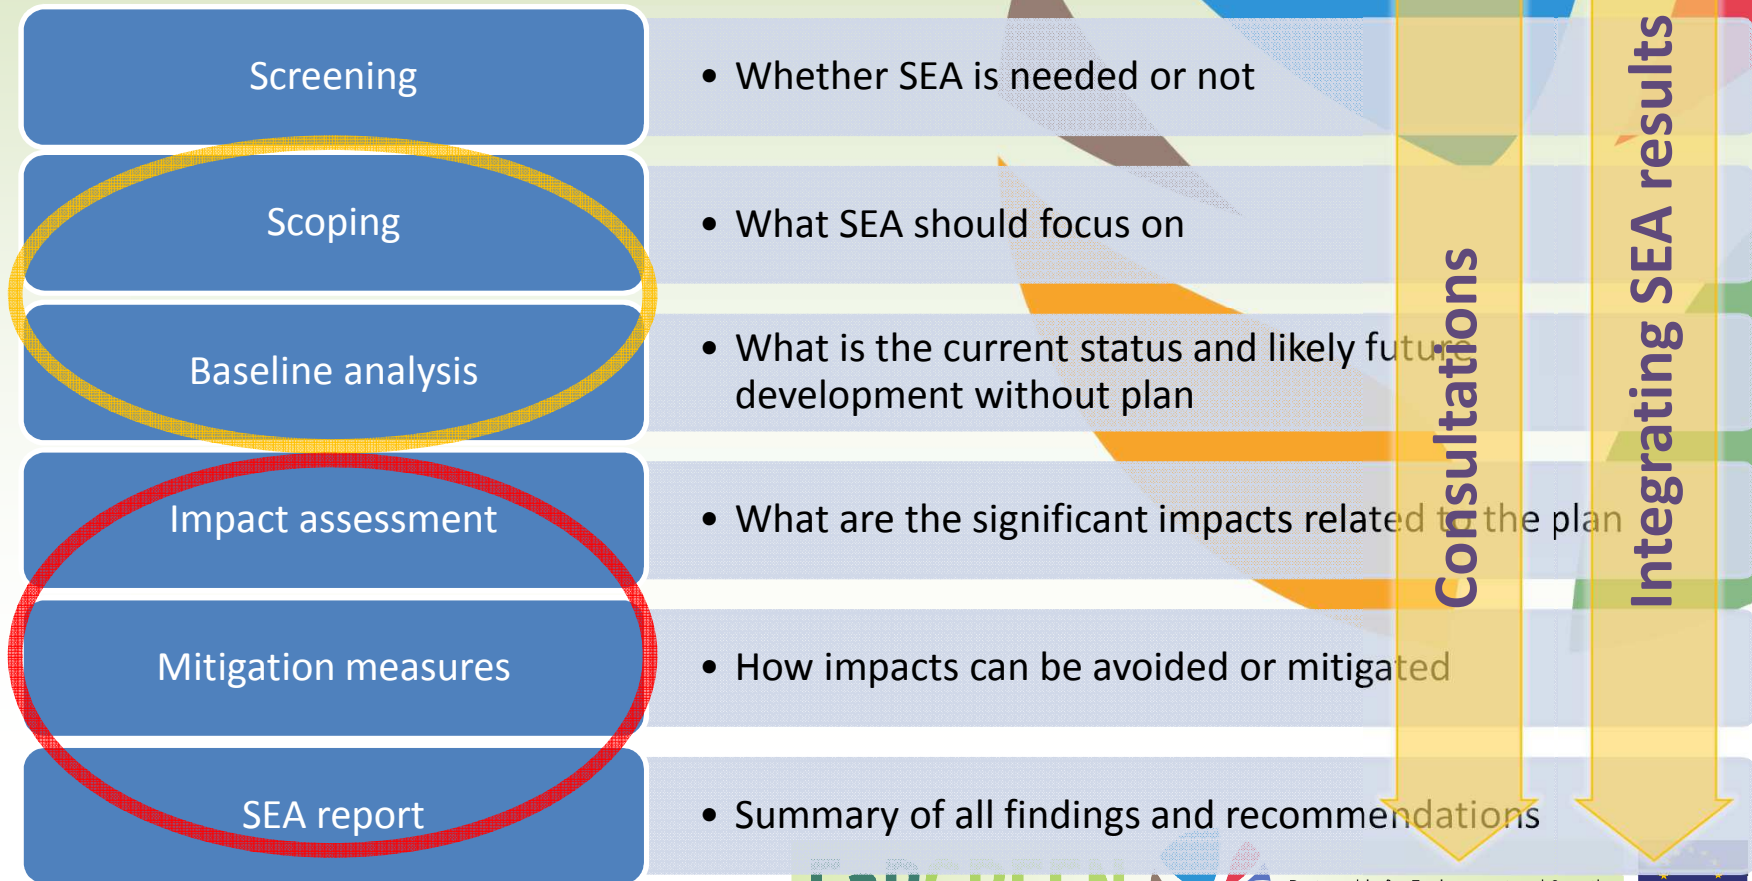 Screening
• Whether SEA is needed or not
Scoping
• What SEA should focus on
Baseline analysis
• What is the current status and likely future
development without plan
Impact assessment
• What are the significant impacts related to the plan
Mitigation measures
• How impacts can be avoided or mitigated
SEA report
• Summary of all findings and recommendations
Consultations
Integrating SEA results